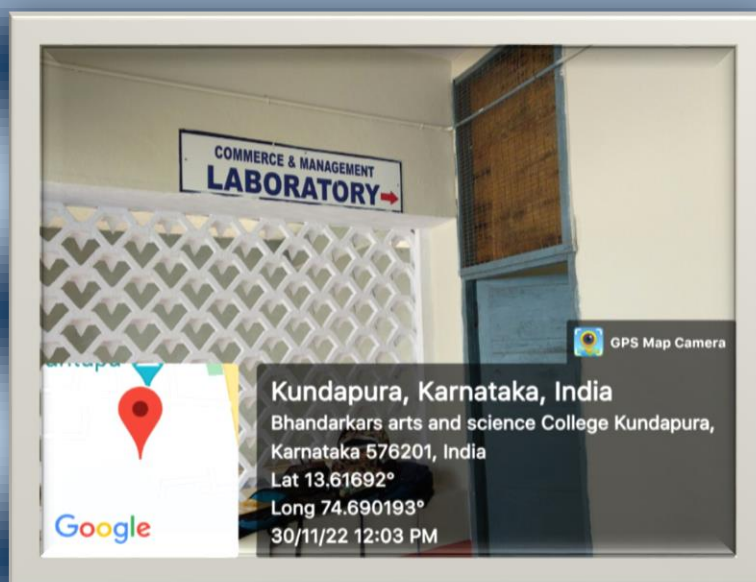 COMMERCE & MANAGEMENT
LABORATORY
GPS Map Camera
Kundapura, Karnataka, India
Bhandarkars arts and science College Kundapura,
Karnataka 576201, India
Lat 13.61692°
Long 74.690193°
30/11/22 12:03 PM
Google